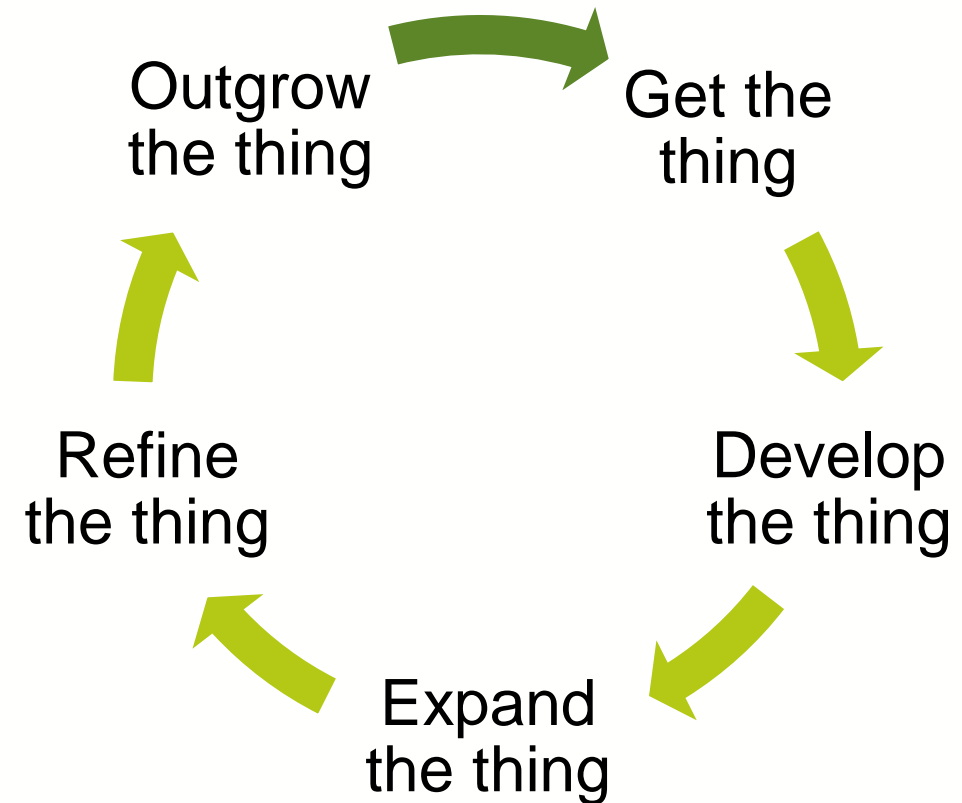 Outgrow
the thing
Get the
thing
Develop
the thing
Expand
the thing
Refine
the thing